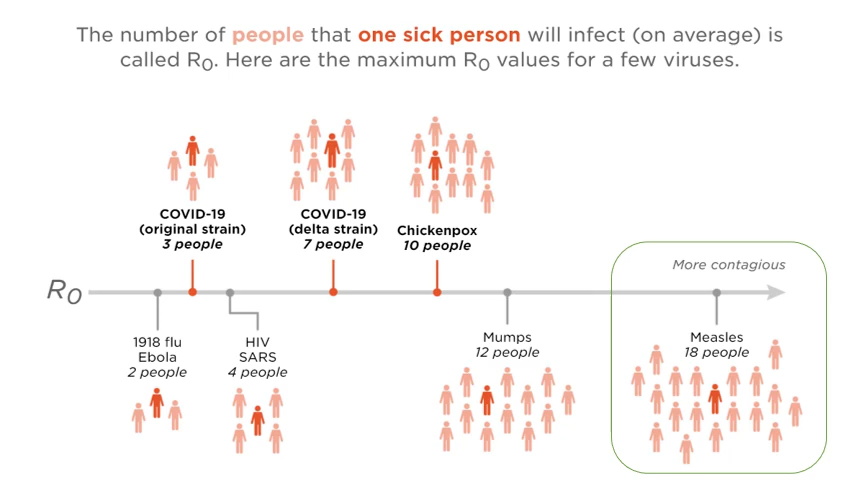 The number of people that one sick person will infect (on average) is
called R0. Here are the maximum R0 values for a few viruses.
COVID-19
(original strain)
3 people
COVID-19
(delta strain)
7 people
Chickenpox
10 people
More contagious
R0
1918 flu
Ebola
2 people
HIV
SARS
4 people
Mumps
12 people
Measles
18 people